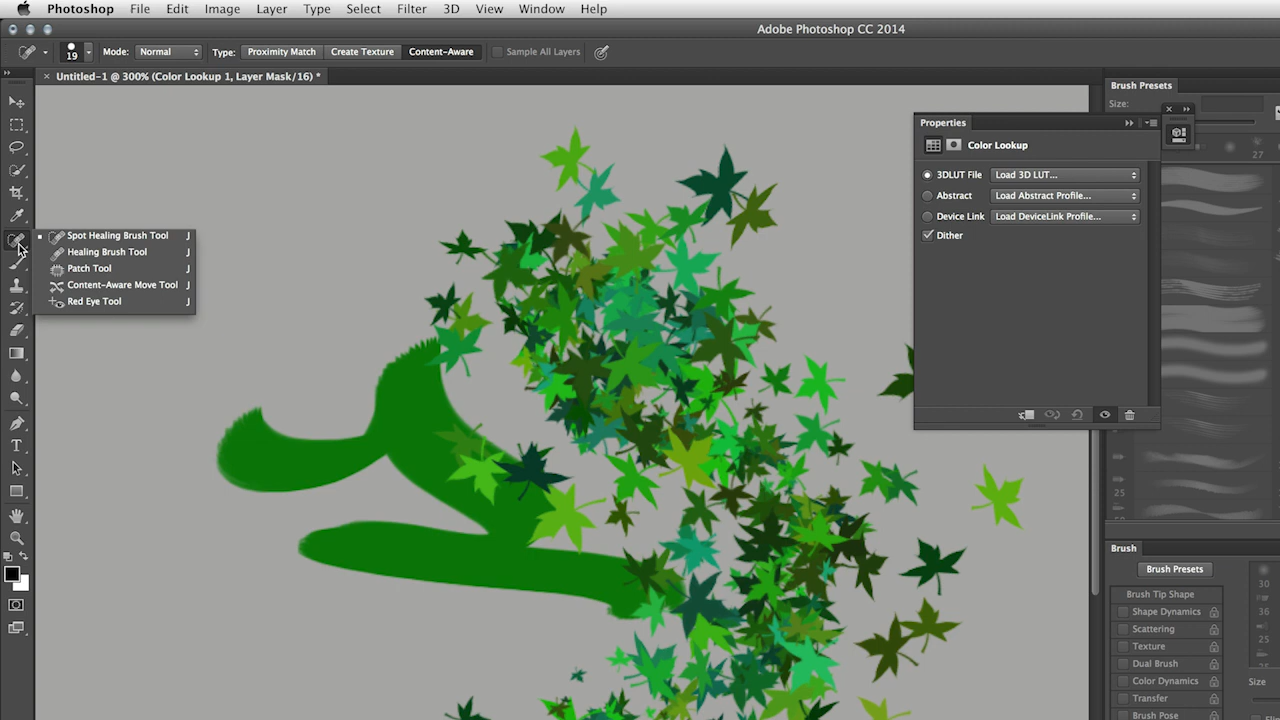 Photoshop File Edit Image Layer Type Select Filter 3D View Window Help
Adobe Photoshop CC 2014
19 Mode: Normal Type: Proximity Match Create Texture Content-Aware Sample All Layers
× Untitled-1 @ 300% (Color Lookup 1, Layer Mask/16) *
Brush Presets
Size:
27
Properties
Color Lookup
3DLUT File Load 3D LUT...
Abstract Load Abstract Profile...
Device Link Load DeviceLink Profile...
Dither
Spot Healing Brush Tool J
Healing Brush Tool J
Patch Tool J
Content-Aware Move Tool J
Red Eye Tool J
T
25
Brush
Brush Presets
Brush Tip Shape
Shape Dynamics
Scattering
Texture
Dual Brush
Color Dynamics
Transfer
Brush Pose
30
36
25
Size